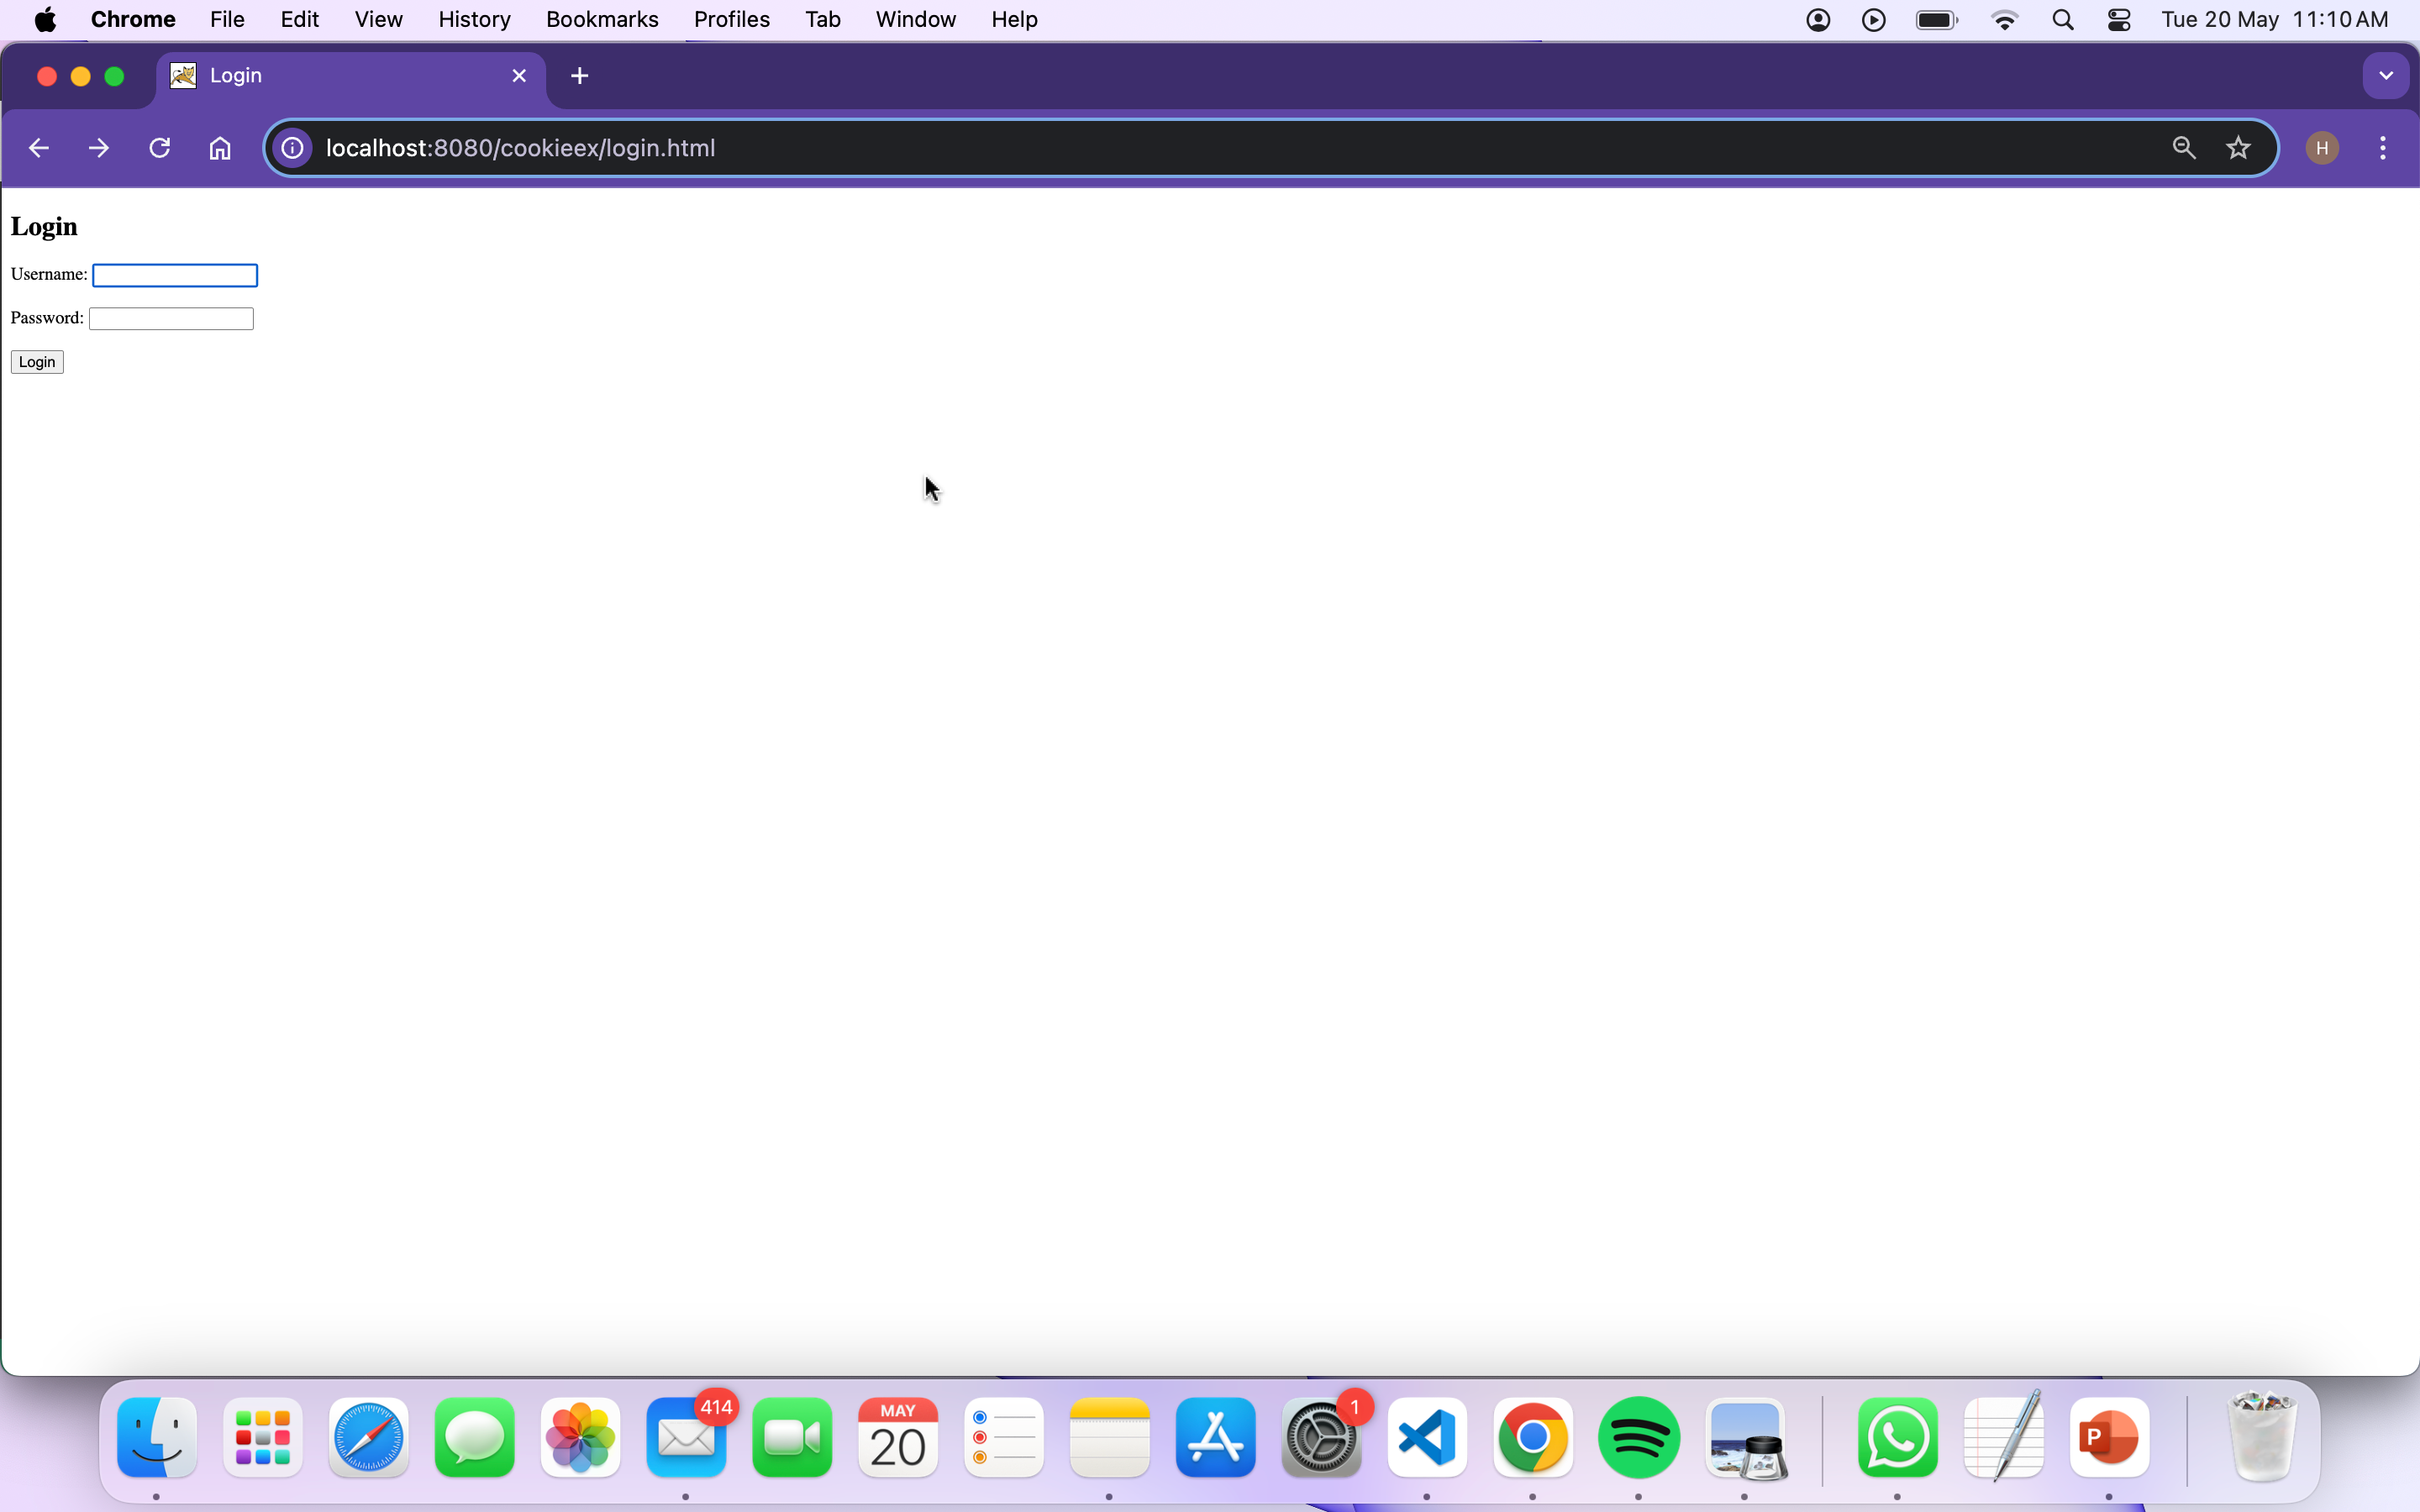 Chrome File Edit View History Bookmarks Profiles Tab Window Help Tue 20 May 11:10 AM
Login
localhost:8080/cookieex/login.html
H
Login
Username:
Password:
Login
414
MAY
20
1
P